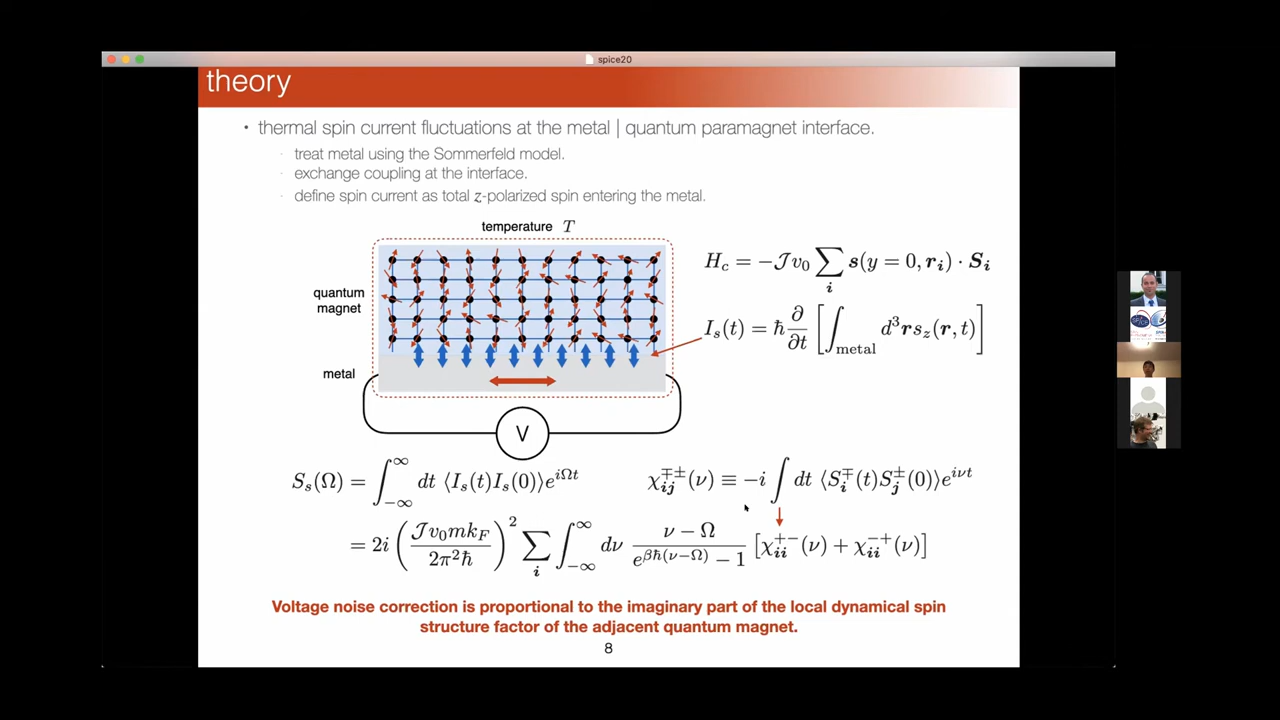 spice20
theory
• thermal spin current fluctuations at the metal | quantum paramagnet interface.
- treat metal using the Sommerfeld model.
- exchange coupling at the interface.
- define spin current as total z-polarized spin entering the metal.
temperature T
quantum
magnet
metal
V
H_c = −𝒥v_0 ∑_i s(y = 0, r_i) · S_i
I_s(t) = ℏ ∂/∂t [∫_metal d^3r s_z(r, t)]
S_s(Ω) = ∫_{−∞}^{∞} dt ⟨I_s(t)I_s(0)⟩e^{iΩt}
χ_{ij}^{∓±}(ν) ≡ −i ∫ dt ⟨S_i^∓(t)S_j^±(0)⟩e^{iνt}
= 2i (𝒥v_0mk_F / 2π^2ℏ)^2 ∑_i ∫_{−∞}^{∞} dν (ν − Ω) / (e^{βℏ(ν−Ω)} − 1) [χ_{ii}^{+−}(ν) + χ_{ii}^{−+}(ν)]
Voltage noise correction is proportional to the imaginary part of the local dynamical spin
structure factor of the adjacent quantum magnet.
8